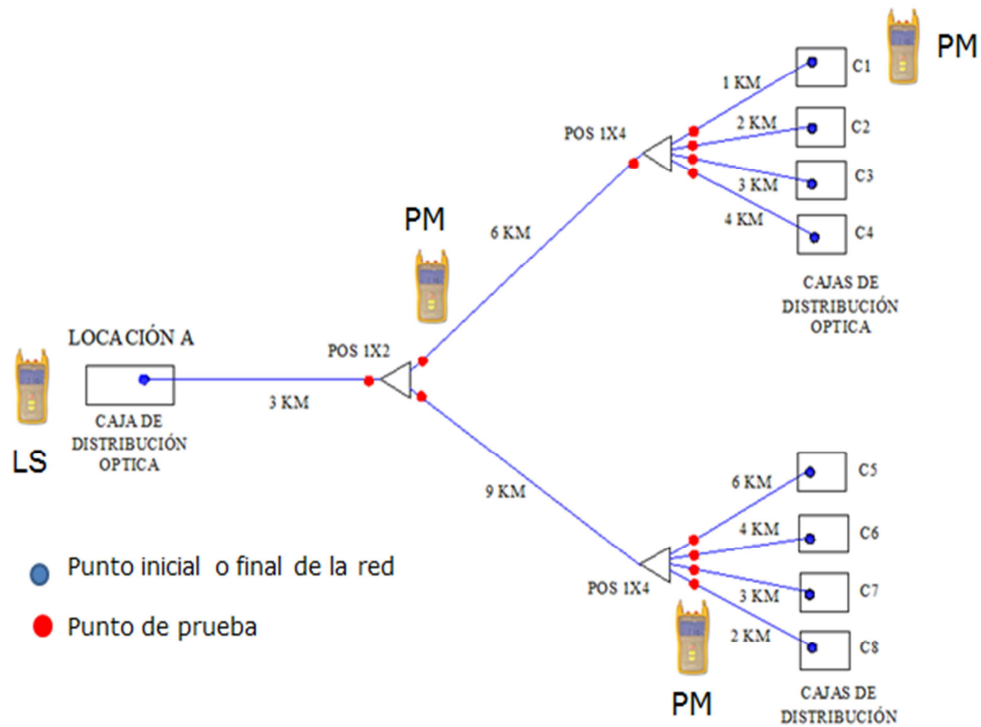 PM
C1
1 KM
POS 1X4
2 KM
C2
3 KM
C3
4 KM
C4
6 KM
PM
CAJAS DE
DISTRIBUCIÓN
OPTICA
LOCACIÓN A
POS 1X2
3 KM
CAJA DE
DISTRIBUCIÓN
OPTICA
LS
9 KM
C5
6 KM
4 KM
C6
POS 1X4
3 KM
C7
2 KM
C8
PM
CAJAS DE
DISTRIBUCIÓN
Punto inicial o final de la red
Punto de prueba